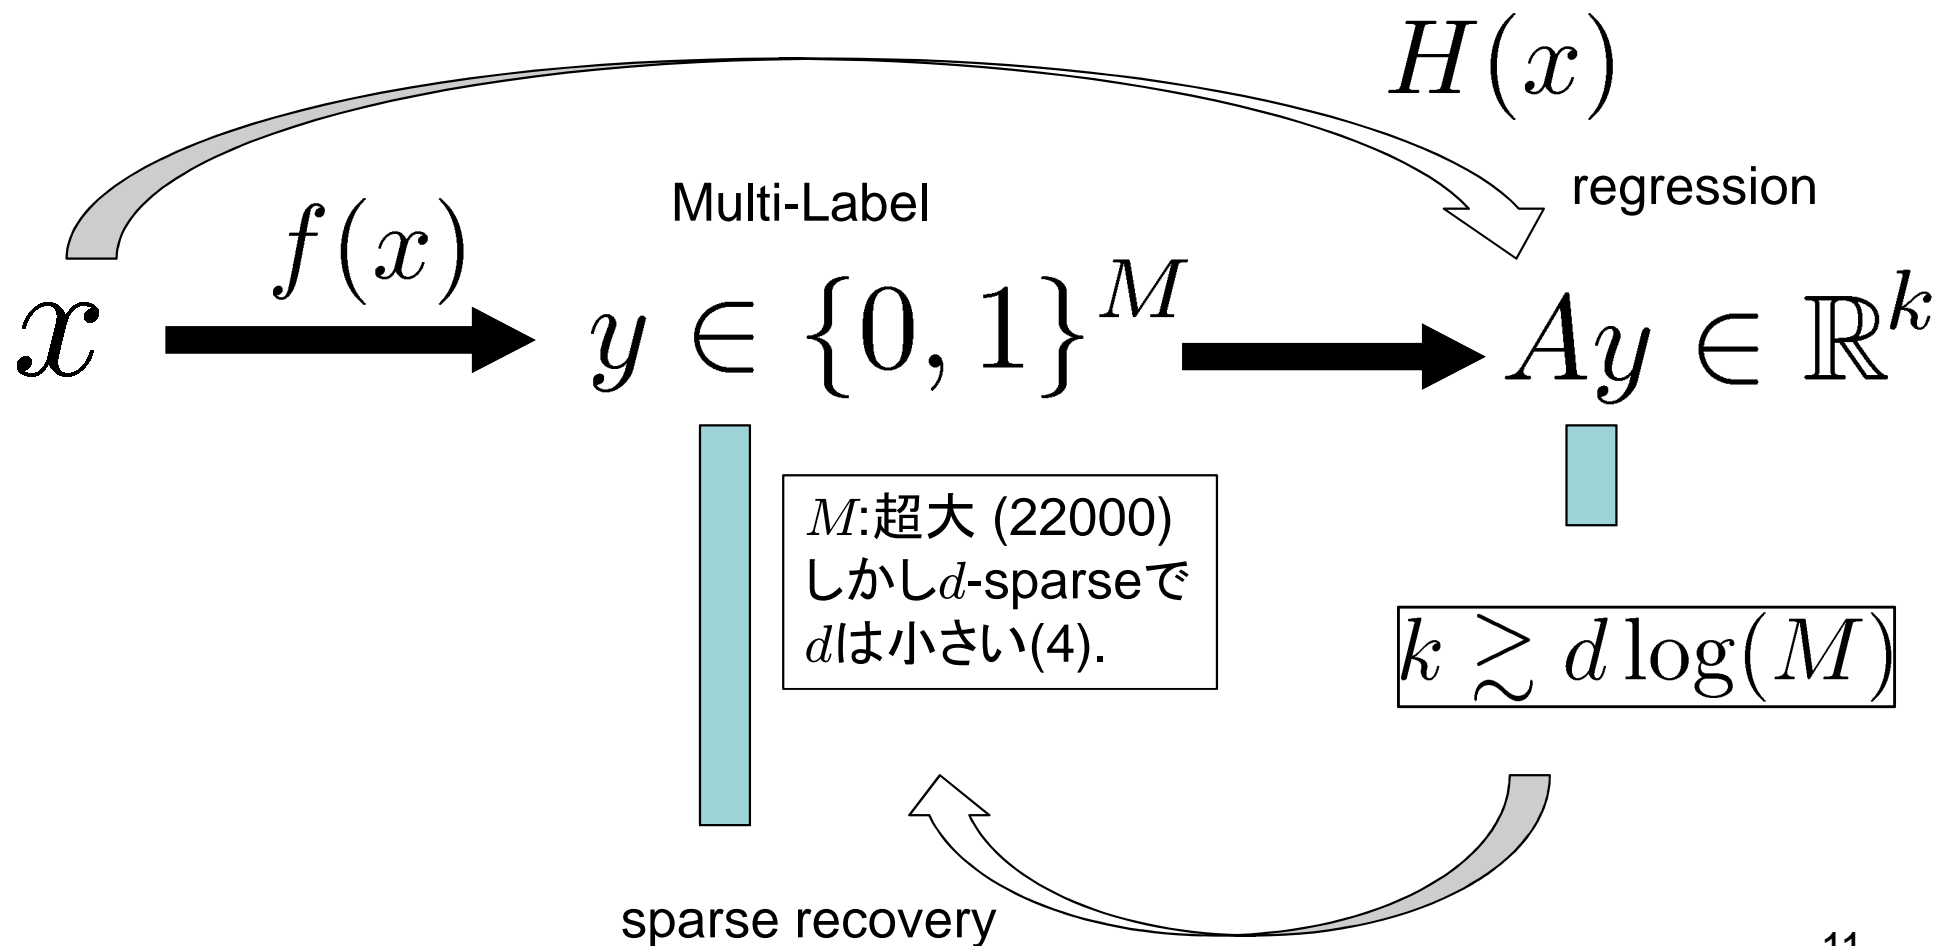 H(x)
regression
Multi-Label
f(x)
x
y ∈ {0, 1}^M
Ay ∈ ℝ^k
M:超大 (22000)
しかしd-sparseで
dは小さい(4).
k ≳ d log(M)
sparse recovery
11